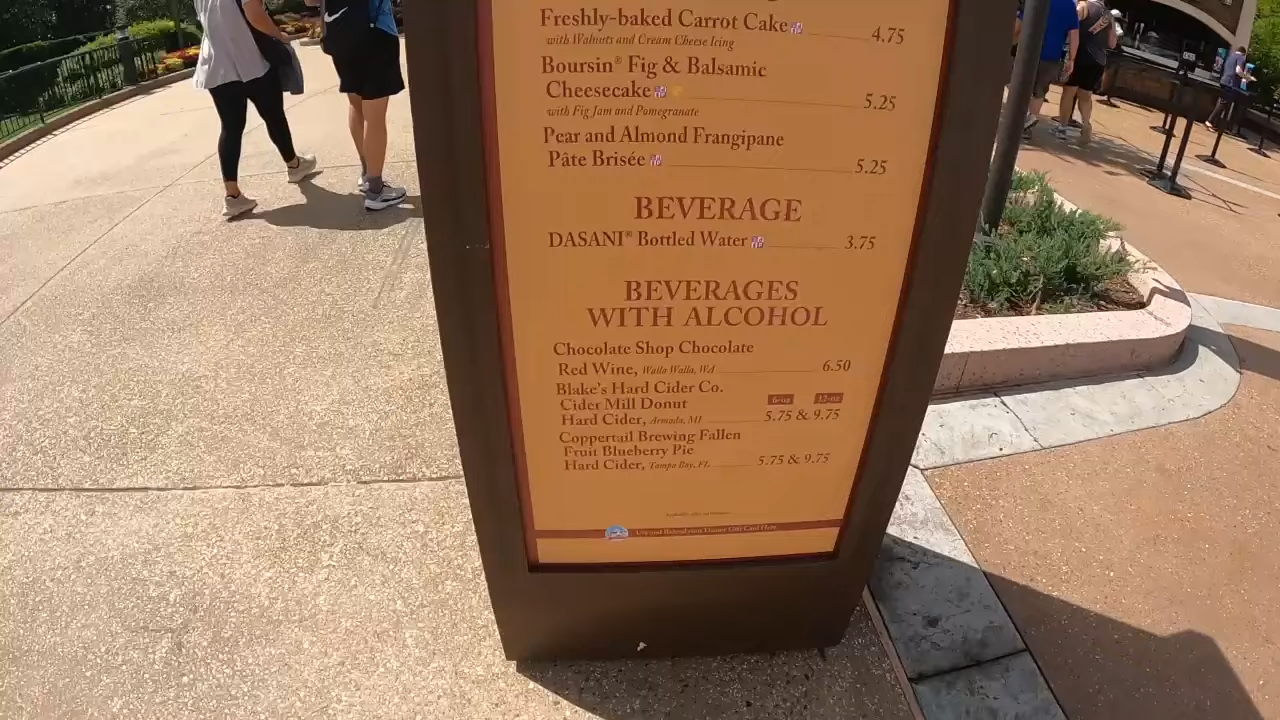 Freshly-baked Carrot Cake 4.75
with Walnuts and Cream Cheese Icing
Boursin® Fig & Balsamic
Cheesecake 5.25
with Fig Jam and Pomegranate
Pear and Almond Frangipane
Pâte Brisée 5.25
BEVERAGE
DASANI® Bottled Water 3.75
BEVERAGES
WITH ALCOHOL
Chocolate Shop Chocolate
Red Wine, Walla Walla, WA 6.50
Blake's Hard Cider Co.
Cider Mill Donut 6-oz 12-oz
Hard Cider, Armada, MI 5.75 & 9.75
Coppertail Brewing Fallen
Fruit Blueberry Pie
Hard Cider, Tampa Bay, FL 5.75 & 9.75
Disney Gift Card Here